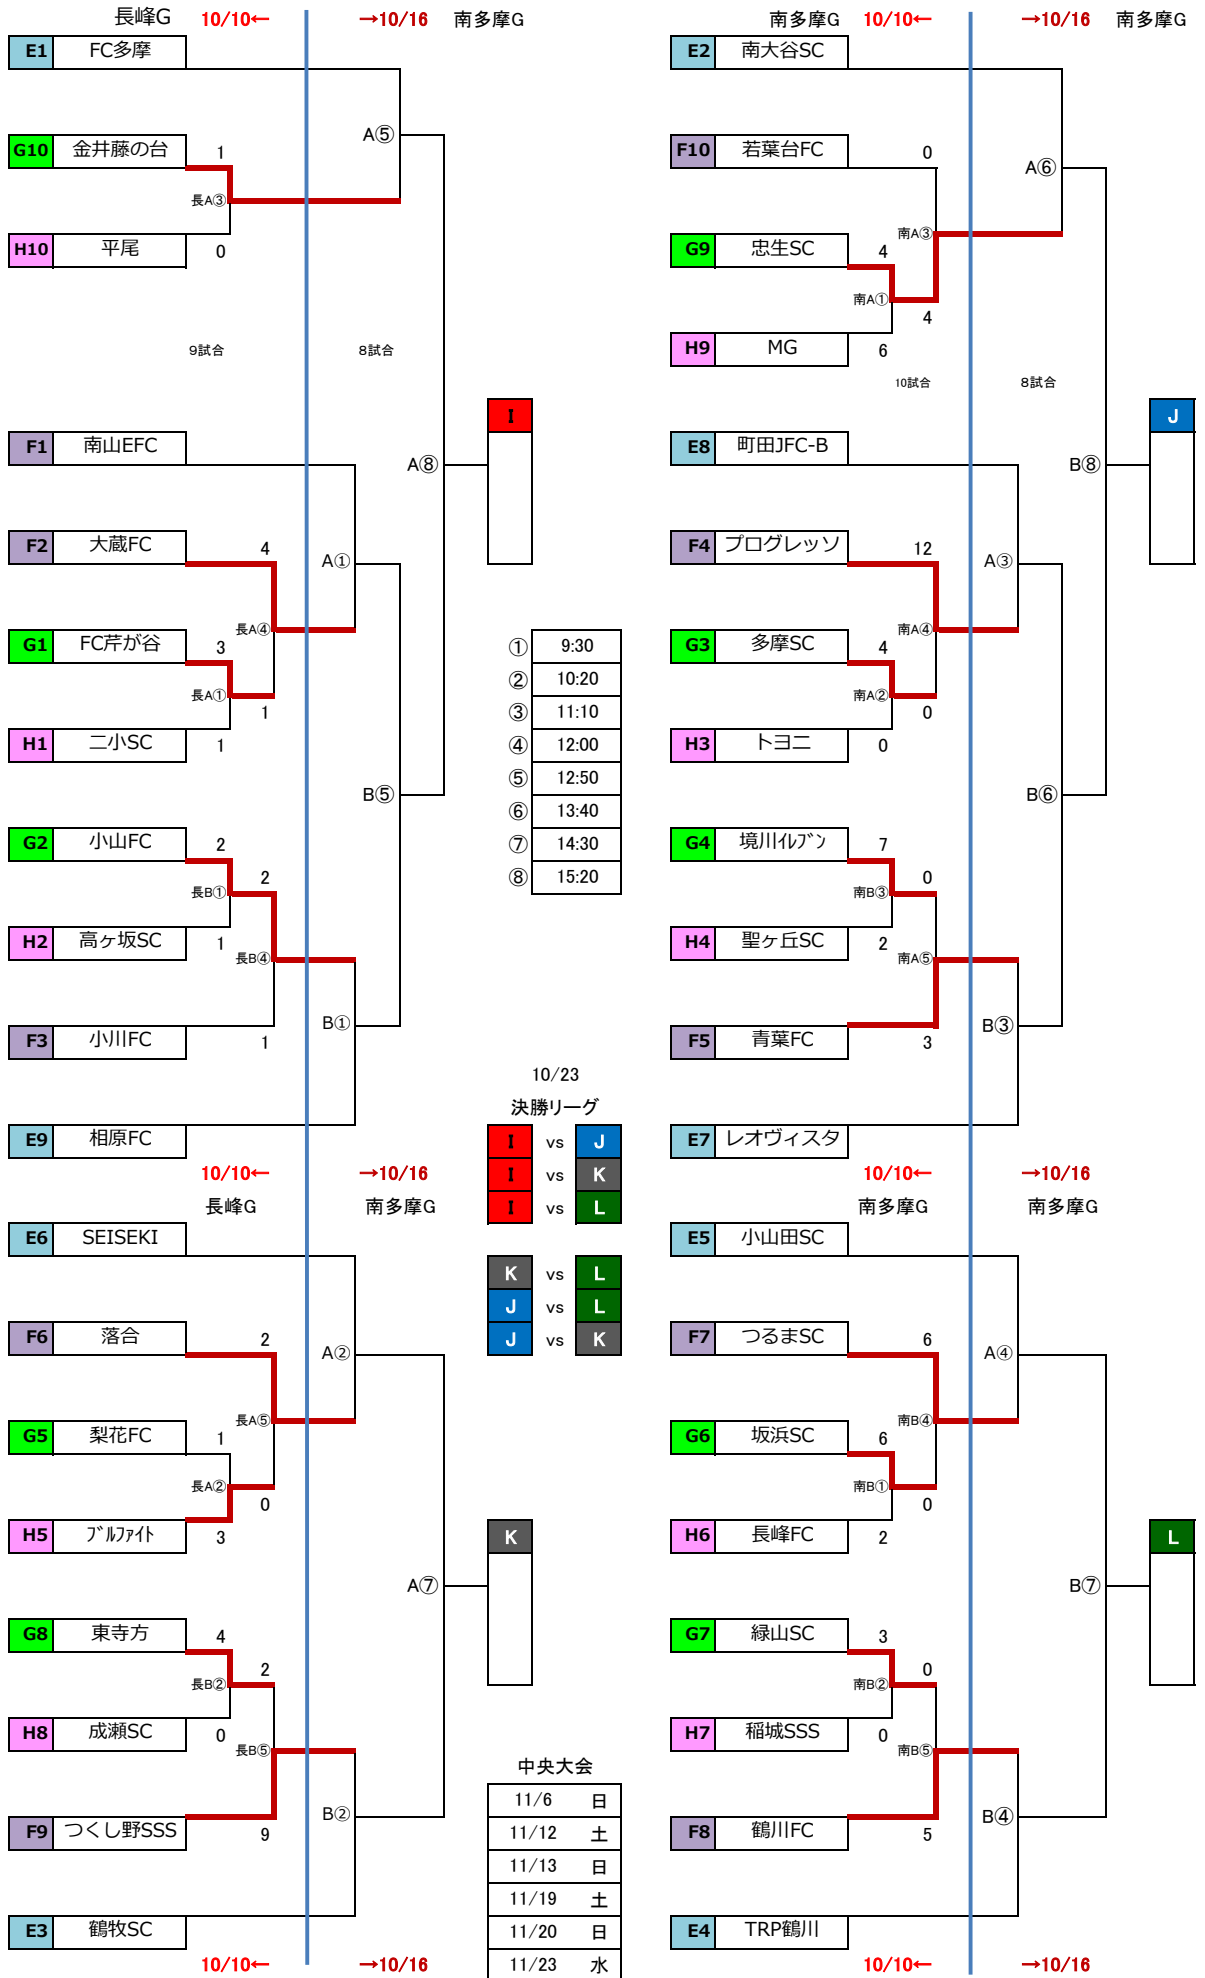 長峰G 10/10← →10/16 南多摩G
E1 FC多摩
A⑤
G10 金井藤の台 1
長A③
H10 平尾 0
9試合 8試合
I
F1 南山EFC
A⑧
F2 大蔵FC 4
A①
長A④
G1 FC芹が谷 3
長A①
1
H1 二小SC 1
B⑤
G2 小山FC 2
2
長B①
H2 高ヶ坂SC 1
長B④
B①
F3 小川FC 1
E9 相原FC
10/10← →10/16
長峰G 南多摩G
① 9:30
② 10:20
③ 11:10
④ 12:00
⑤ 12:50
⑥ 13:40
⑦ 14:30
⑧ 15:20
10/23
決勝リーグ
I vs J
I vs K
I vs L
K vs L
J vs L
J vs K
E6 SEISEKI
F6 落合 2
A②
長A⑤
G5 梨花FC 1
長A②
0
H5 ブルファイト 3
K
A⑦
G8 東寺方 4
2
長B②
H8 成瀬SC 0
長B⑤
B②
F9 つくし野SSS 9
E3 鶴牧SC
10/10← →10/16
中央大会
11/6 日
11/12 土
11/13 日
11/19 土
11/20 日
11/23 水
南多摩G 10/10← →10/16 南多摩G
E2 南大谷SC
F10 若葉台FC 0
A⑥
南A③
G9 忠生SC 4
南A①
4
H9 MG 6
10試合 8試合
J
E8 町田JFC-B
B⑧
F4 プログレッソ 12
A③
南A④
G3 多摩SC 4
南A②
0
H3 トヨ二 0
B⑥
G4 境川イレブン 7
0
南B③
H4 聖ヶ丘SC 2
南A⑤
B③
F5 青葉FC 3
E7 レオヴィスタ
10/10← →10/16
南多摩G 南多摩G
E5 小山田SC
F7 つるまSC 6
A④
南B④
G6 坂浜SC 6
南B①
0
H6 長峰FC 2
L
B⑦
G7 緑山SC 3
0
南B②
H7 稲城SSS 0
南B⑤
B④
F8 鶴川FC 5
E4 TRP鶴川
10/10← →10/16